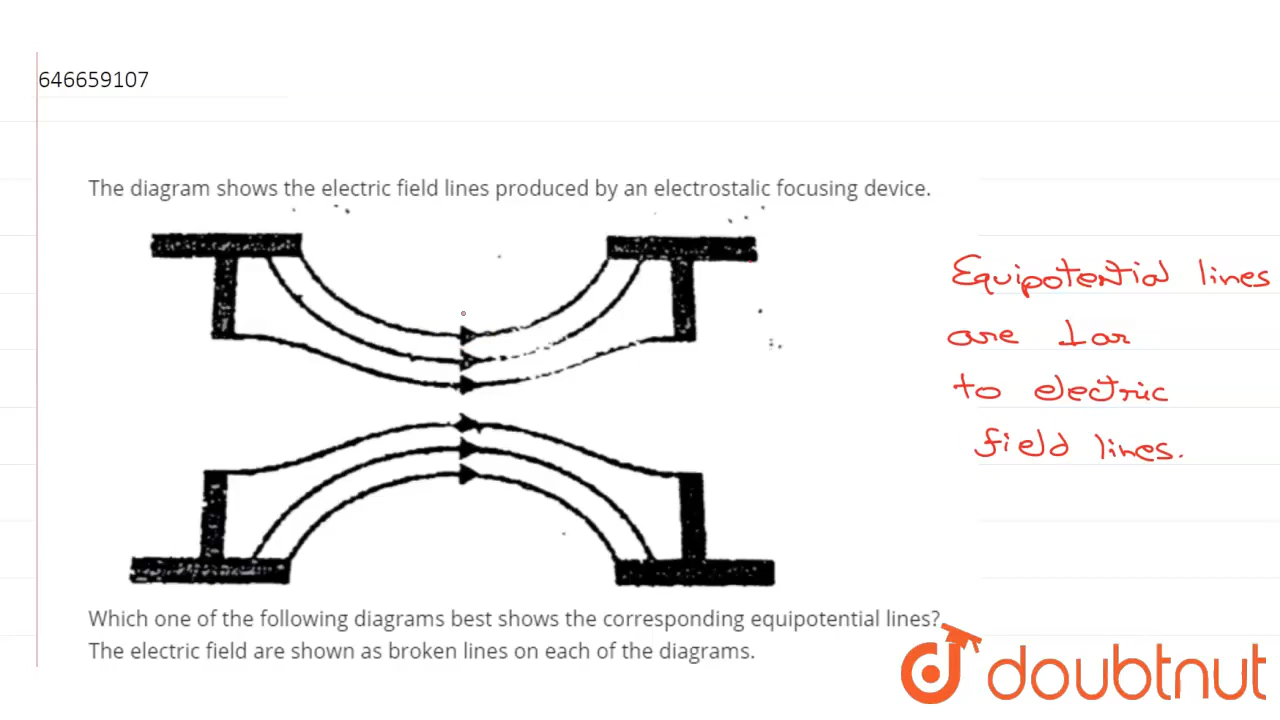 646659107
The diagram shows the electric field lines produced by an electrostalic focusing device.
Equipotential lines
are ⊥ar
to electric
field lines.
Which one of the following diagrams best shows the corresponding equipotential lines?
The electric field are shown as broken lines on each of the diagrams.
doubtnut